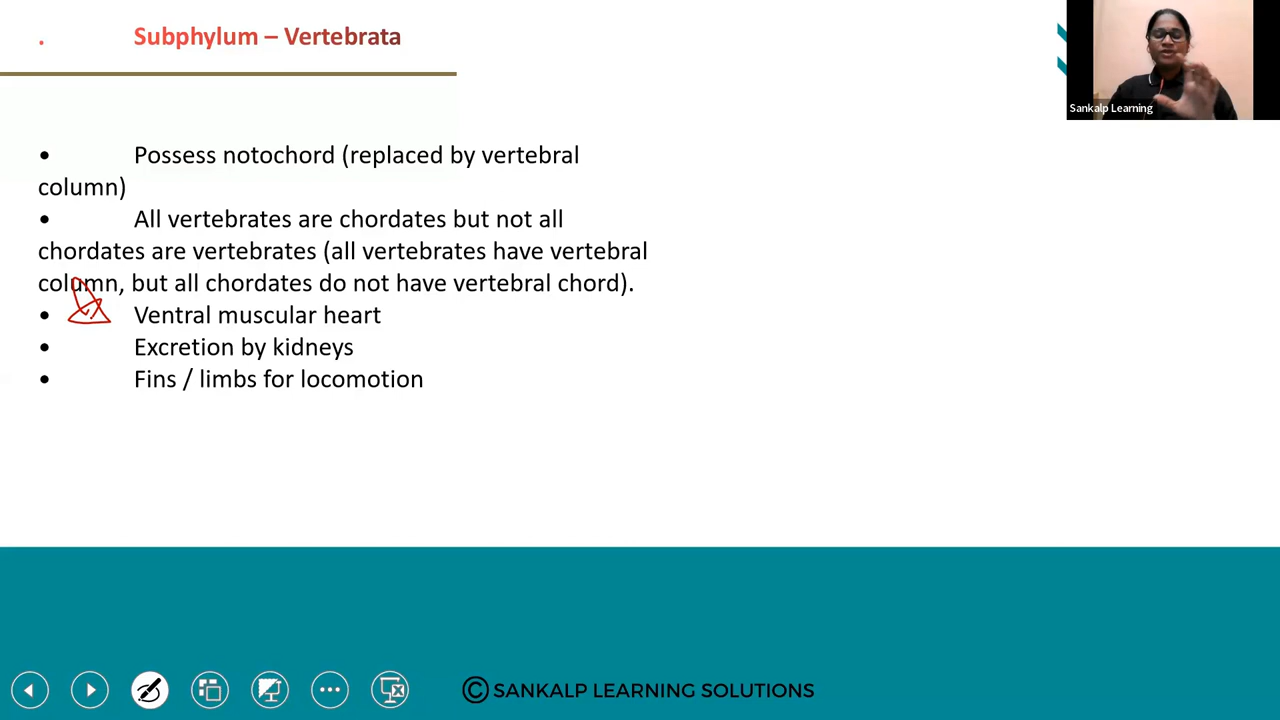 . Subphylum – Vertebrata
Sankalp Learning
• Possess notochord (replaced by vertebral
column)
• All vertebrates are chordates but not all
chordates are vertebrates (all vertebrates have vertebral
column, but all chordates do not have vertebral chord).
• Ventral muscular heart
• Excretion by kidneys
• Fins / limbs for locomotion
© SANKALP LEARNING SOLUTIONS